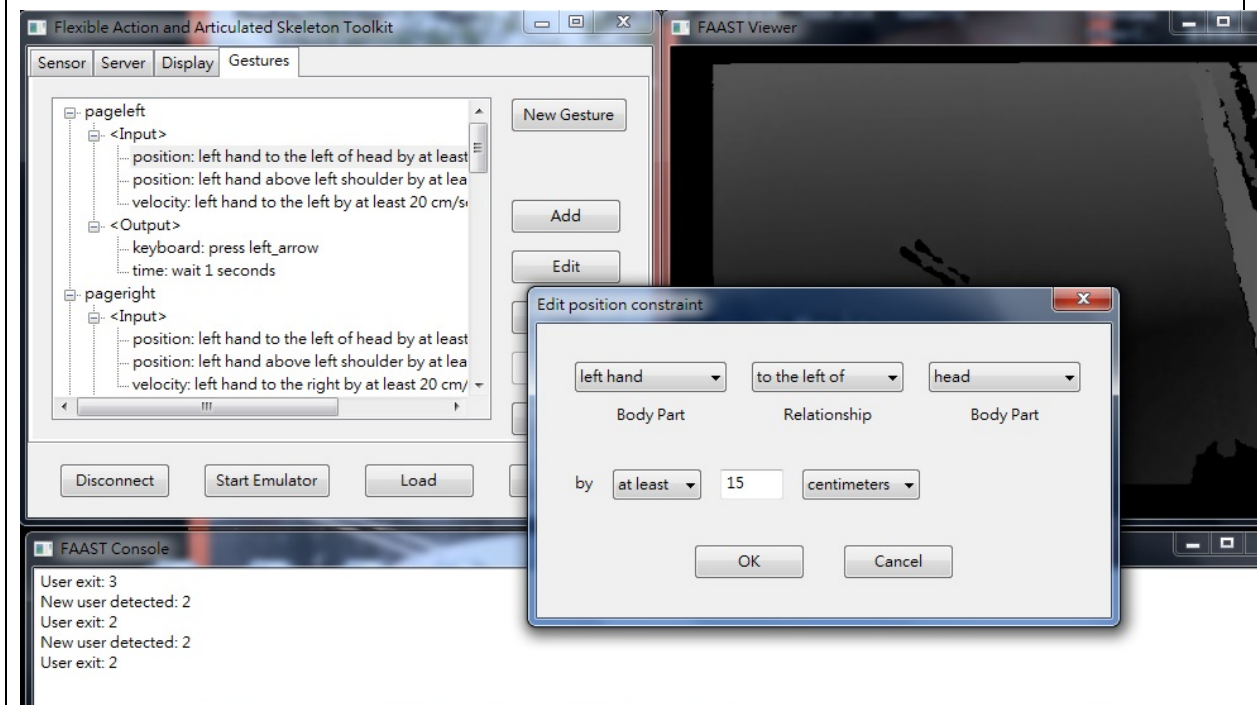 Flexible Action and Articulated Skeleton Toolkit
Sensor Server Display Gestures
pageleft
<Input>
position: left hand to the left of head by at least
position: left hand above left shoulder by at lea
velocity: left hand to the left by at least 20 cm/s
<Output>
keyboard: press left_arrow
time: wait 1 seconds
pageright
<Input>
position: left hand to the left of head by at least
position: left hand above left shoulder by at lea
velocity: left hand to the right by at least 20 cm/
New Gesture
Add
Edit
Disconnect Start Emulator Load
FAAST Viewer
Edit position constraint
left hand to the left of head
Body Part Relationship Body Part
by at least 15 centimeters
OK Cancel
FAAST Console
User exit: 3
New user detected: 2
User exit: 2
New user detected: 2
User exit: 2